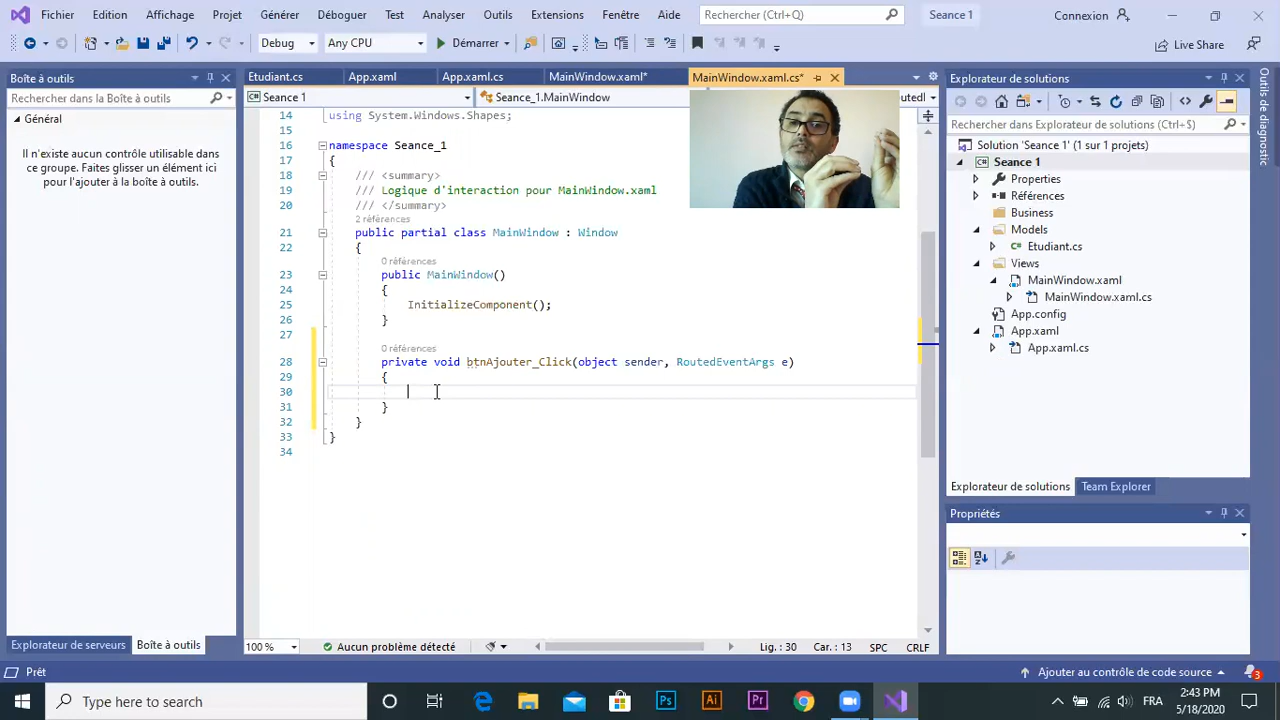 Fichier Edition Affichage Projet Générer Déboguer Test Analyser Outils Extensions Fenêtre Aide Rechercher (Ctrl+Q) Seance 1 Connexion
Debug Any CPU Démarrer Live Share
Boîte à outils
Rechercher dans la Boîte à outils
Général
Il n'existe aucun contrôle utilisable dans
ce groupe. Faites glisser un élément ici
pour l'ajouter à la boîte à outils.
Explorateur de serveurs Boîte à outils
Etudiant.cs App.xaml App.xaml.cs MainWindow.xaml* MainWindow.xaml.cs*
Seance 1 Seance_1.MainWindow
14 using System.Windows.Shapes;
15
16 namespace Seance_1
17 {
18 /// <summary>
19 /// Logique d'interaction pour MainWindow.xaml
20 /// </summary>
2 références
21 public partial class MainWindow : Window
22 {
0 références
23 public MainWindow()
24 {
25 InitializeComponent();
26 }
27
0 références
28 private void btnAjouter_Click(object sender, RoutedEventArgs e)
29 {
30
31 }
32 }
33 }
34
100 % Aucun problème détecté Lig. : 30 Car. : 13 SPC CRLF
Explorateur de solutions
Rechercher dans Explorateur de solutions (Ctrl+$)
Solution 'Seance 1' (1 sur 1 projets)
Seance 1
Properties
Références
Business
Models
Etudiant.cs
Views
MainWindow.xaml
MainWindow.xaml.cs
App.config
App.xaml
App.xaml.cs
Explorateur de solutions Team Explorer
Propriétés
Outils de diagnostic
Prêt Ajouter au contrôle de code source 3
Type here to search Ps Ai Pr FRA 2:43 PM
5/18/2020